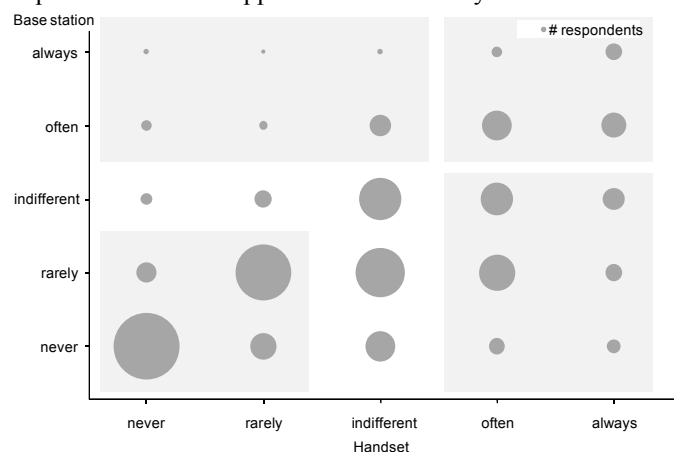 Base station
# respondents
always
often
indifferent
rarely
never
never rarely indifferent often always
Handset